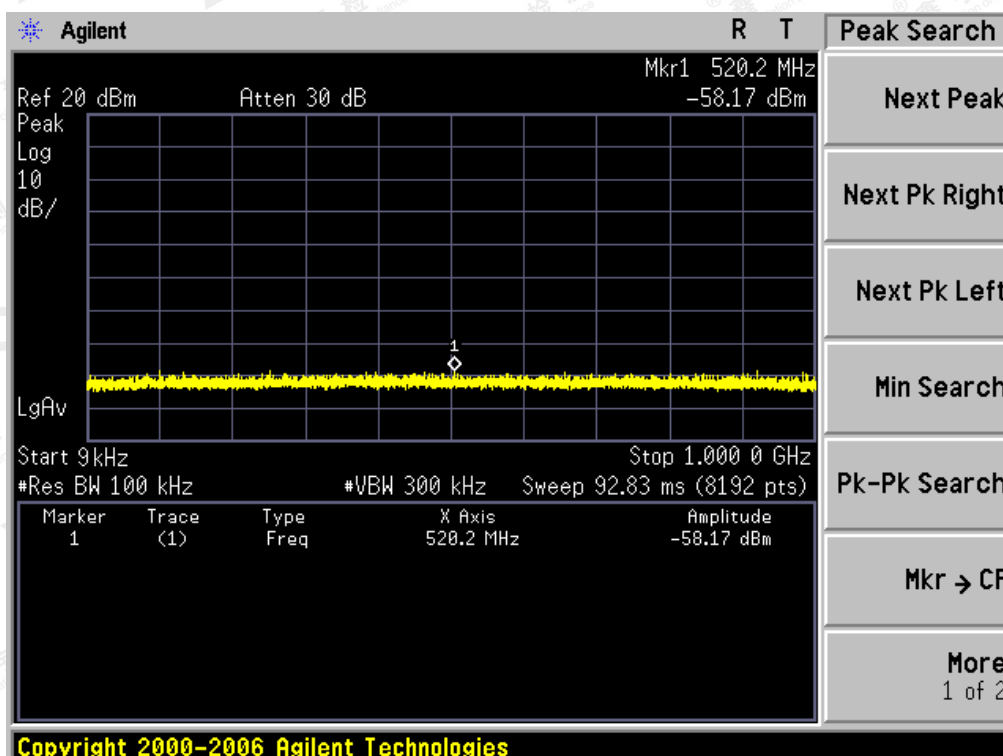 Agilent R T
Peak Search
Mkr1 520.2 MHz
Ref 20 dBm Atten 30 dB -58.17 dBm
Peak
Log
10
dB/
1
LgAv
Start 9 kHz Stop 1.000 0 GHz
#Res BW 100 kHz #VBW 300 kHz Sweep 92.83 ms (8192 pts)
Marker Trace Type X Axis Amplitude
1 (1) Freq 520.2 MHz -58.17 dBm
Next Peak
Next Pk Right
Next Pk Left
Min Search
Pk-Pk Search
Mkr → CF
More
1 of 2
Copyright 2000-2006 Agilent Technologies